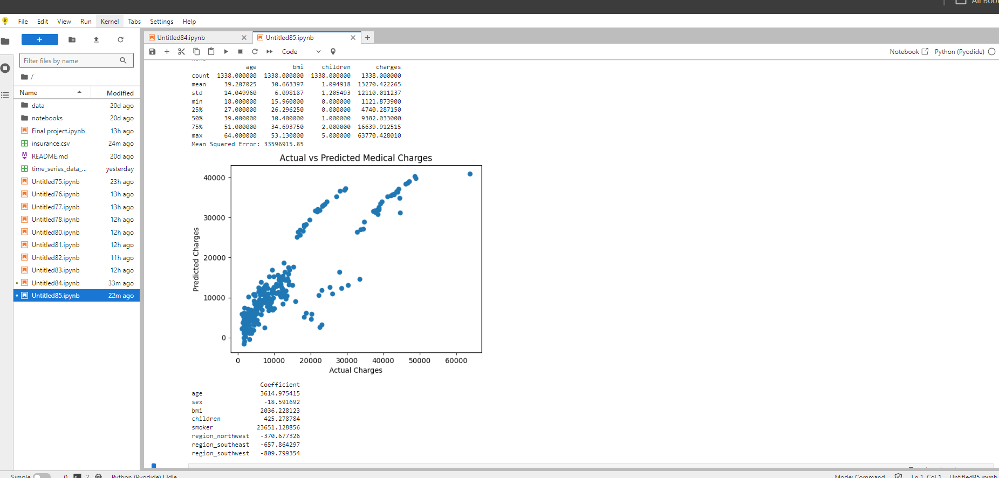 All Boo
File Edit View Run Kernel Tabs Settings Help
Untitled84.ipynb
Untitled85.ipynb
Filter files by name
Code
Notebook
Python (Pyodide)
/
Name Modified
data 20d ago
notebooks 20d ago
Final project.ipynb 13h ago
insurance.csv 24m ago
README.md 20d ago
time_series_data_... yesterday
Untitled75.ipynb 23h ago
Untitled76.ipynb 13h ago
Untitled77.ipynb 13h ago
Untitled78.ipynb 12h ago
Untitled80.ipynb 12h ago
Untitled81.ipynb 12h ago
Untitled82.ipynb 11h ago
Untitled83.ipynb 12h ago
Untitled84.ipynb 33m ago
Untitled85.ipynb 22m ago
None
age bmi children charges
count 1338.000000 1338.000000 1338.000000 1338.000000
mean 39.207025 30.663397 1.094918 13270.422265
std 14.049960 6.098187 1.205493 12110.011237
min 18.000000 15.960000 0.000000 1121.873900
25% 27.000000 26.296250 0.000000 4740.287150
50% 39.000000 30.400000 1.000000 9382.033000
75% 51.000000 34.693750 2.000000 16639.912515
max 64.000000 53.130000 5.000000 63770.428010
Mean Squared Error: 33596915.85
Actual vs Predicted Medical Charges
40000
30000
20000
10000
0
Predicted Charges
0 10000 20000 30000 40000 50000 60000
Actual Charges
Coefficient
age 3614.975415
sex -18.591692
bmi 2036.228123
children 425.278784
smoker 23651.128856
region_northwest -370.677326
region_southeast -657.864297
region_southwest -809.799354
Simple 0 2 Python (Pyodide) | Idle
Mode: Command Ln 1, Col 1 Untitled85.ipynb